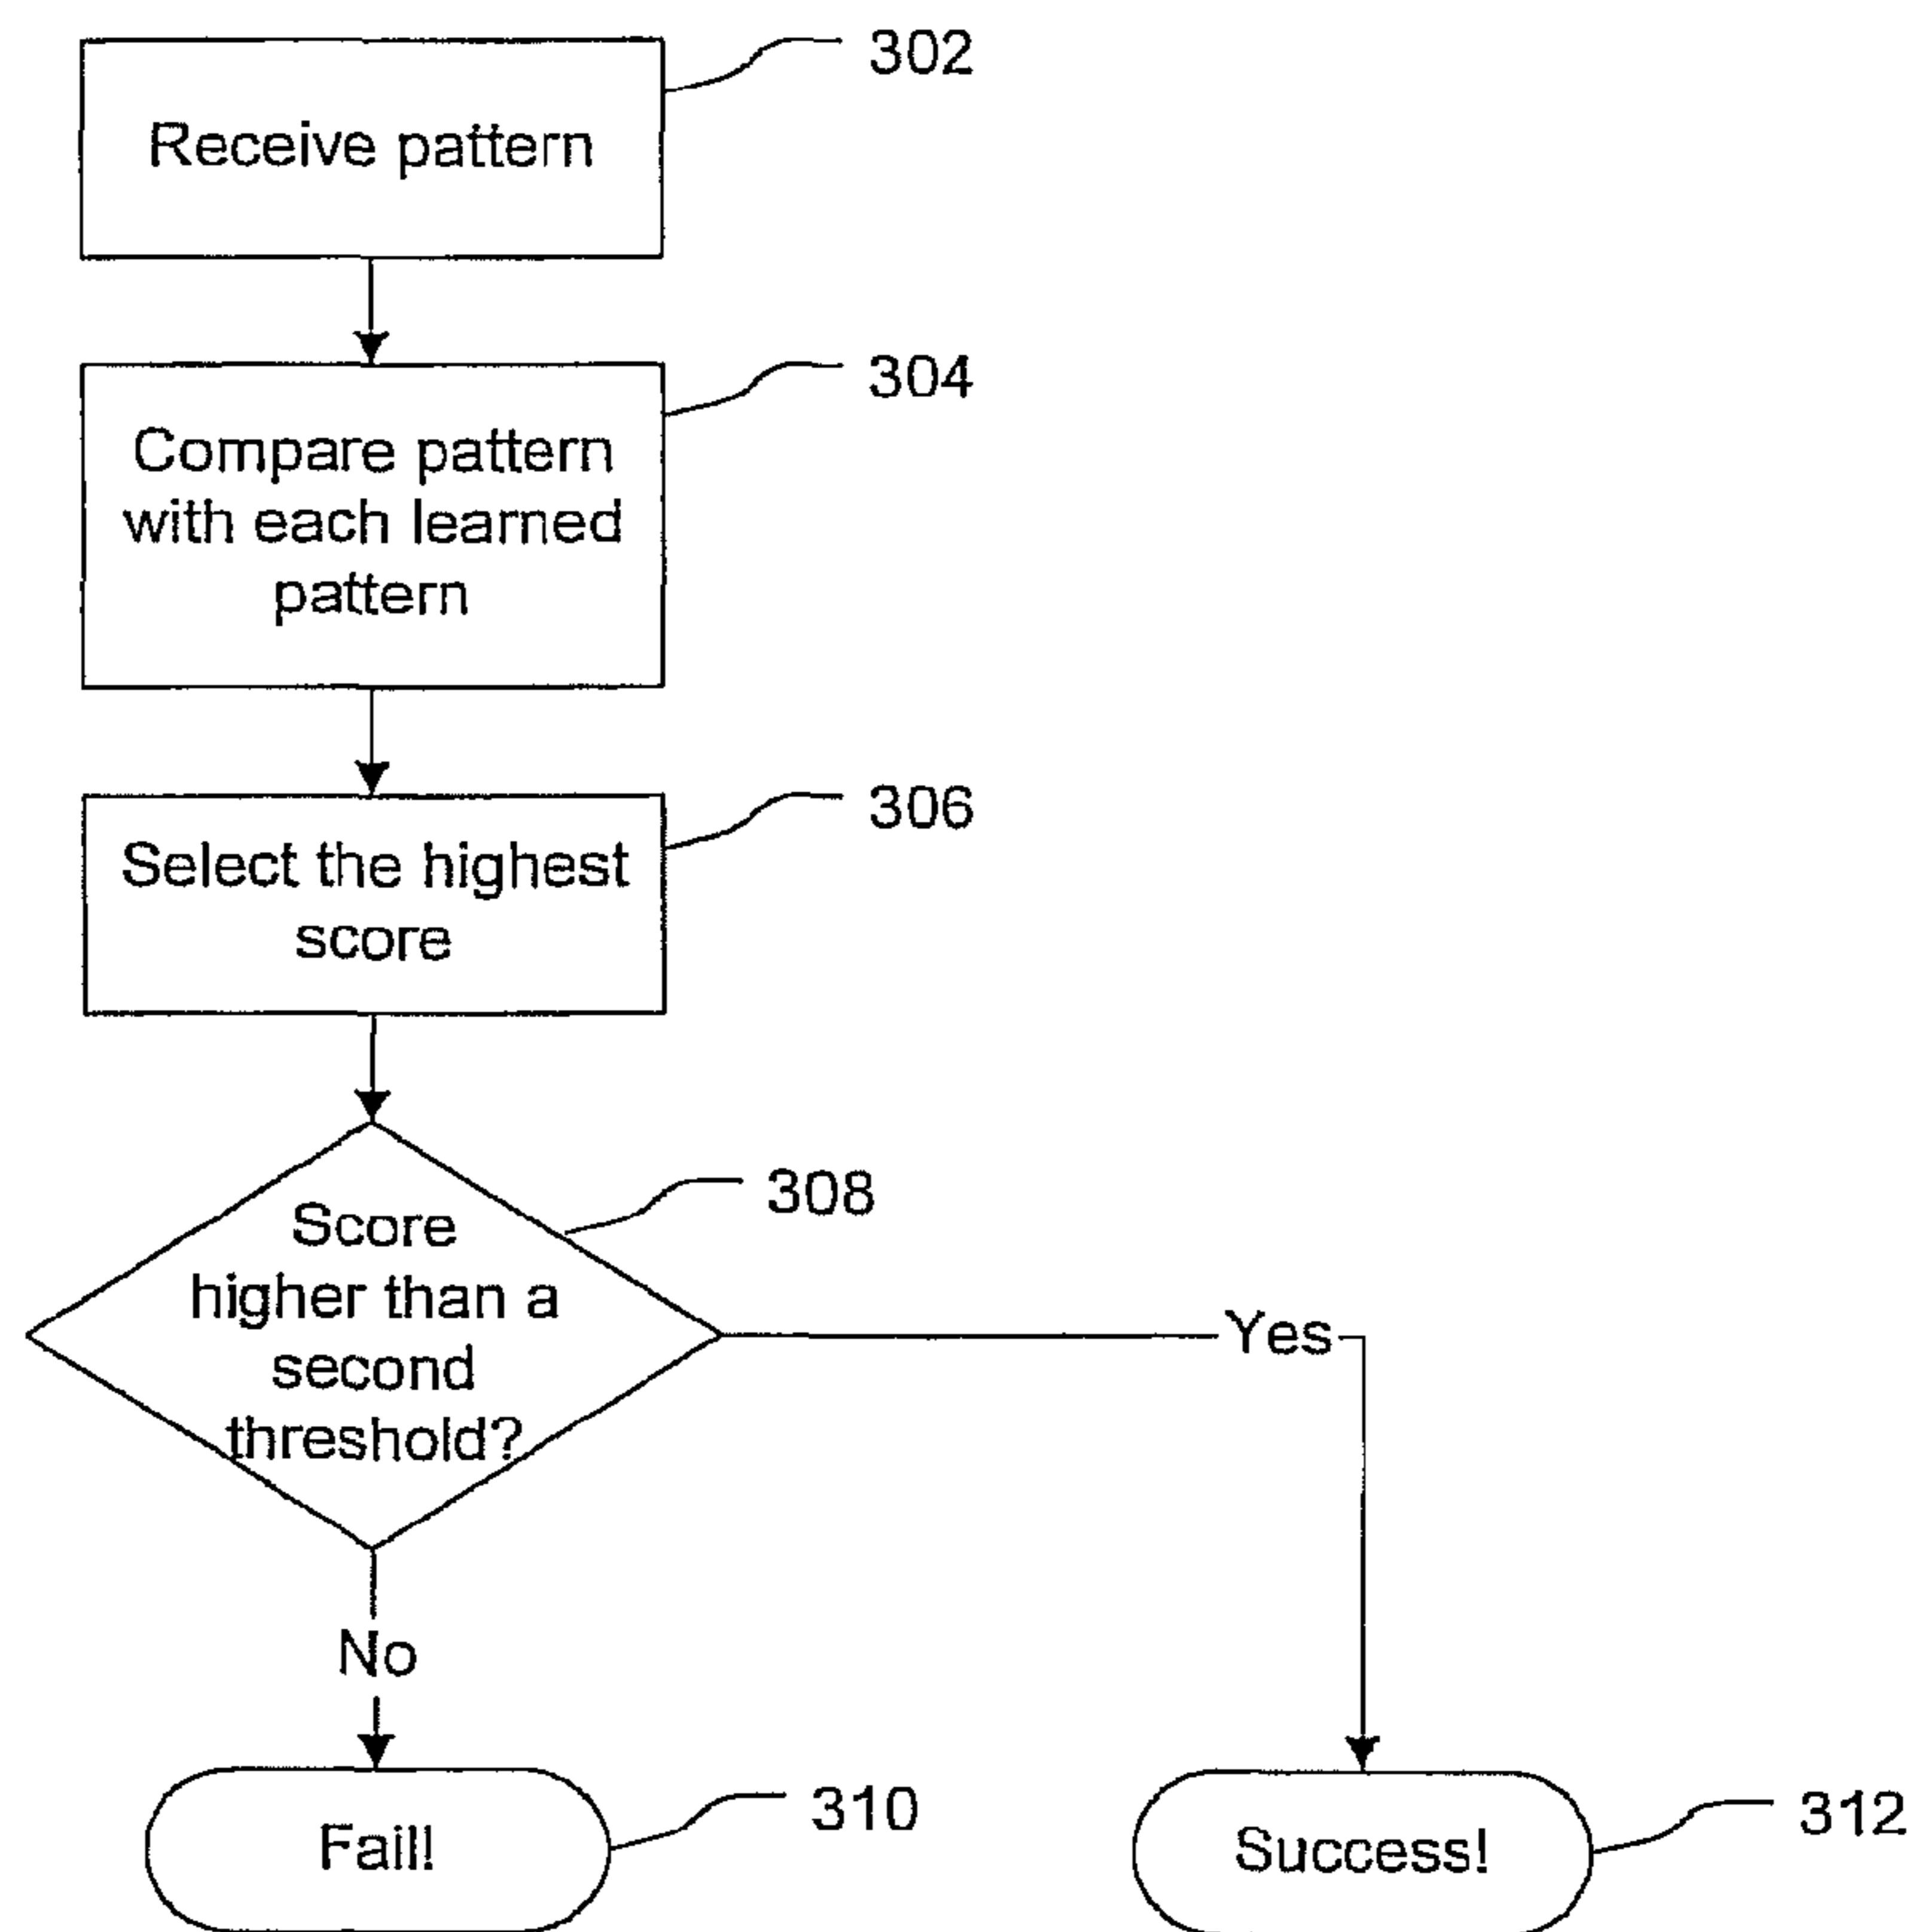 302
Receive pattern
304
Compare pattern
with each learned
pattern
306
Select the highest
score
308
Score
higher than a
second
threshold?
Yes
No
310
Fail!
312
Success!